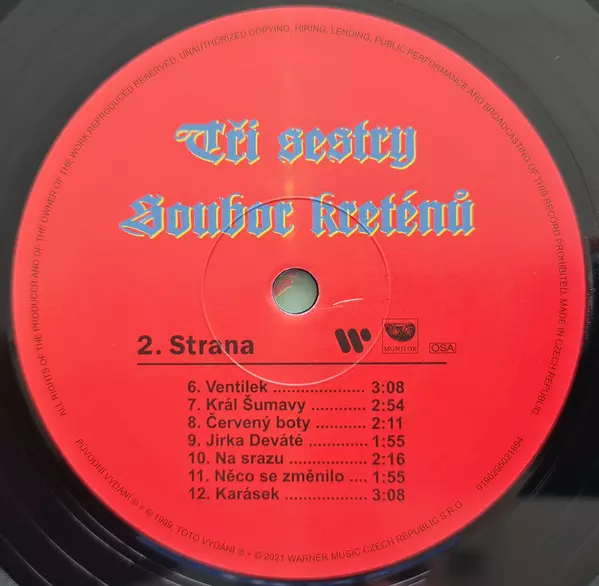 ALL RIGHTS OF THE PRODUCER AND OF THE OWNER OF THE WORK REPRODUCED RESERVED. UNAUTHORIZED COPYING, HIRING, LENDING, PUBLIC PERFORMANCE AND BROADCASTING OF THIS RECORD PROHIBITED. MADE IN CZECH REPUBLIC
Tři sestry
Soubor kreténů
2. Strana
MONITOR
OSA
6. Ventilek .................... 3:08
7. Král Šumavy ............ 2:54
8. Červený boty ........... 2:11
9. Jirka Deváté ............. 1:55
10. Na srazu .................. 2:16
11. Něco se změnilo .... 1:55
12. Karásek ................... 3:08
0190295021894
PŮVODNÍ VYDÁNÍ ℗ + © 1999, TOTO VYDÁNÍ ℗ + © 2021 WARNER MUSIC CZECH REPUBLIC S.R.O